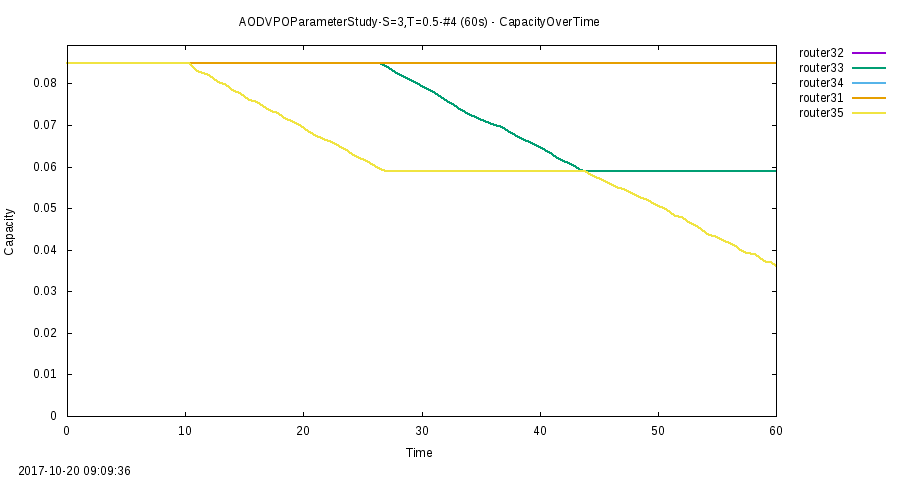 AODVPOParameterStudy-S=3,T=0.5-#4 (60s) - CapacityOverTime
router32
router33
router34
router31
router35
0.08
0.07
0.06
0.05
0.04
0.03
0.02
0.01
0
Capacity
0 10 20 30 40 50 60
Time
2017-10-20 09:09:36